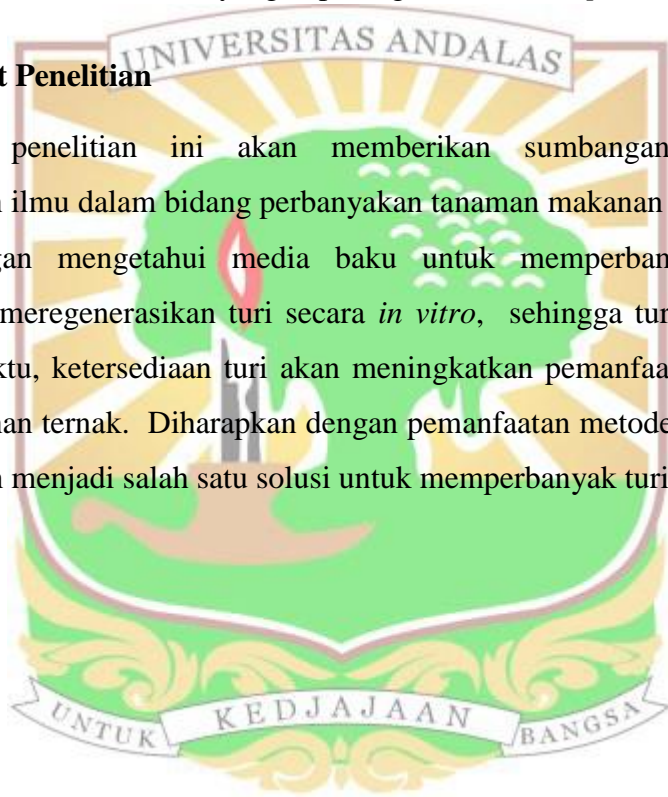 UNIVERSITAS ANDALAS
t Penelitian
penelitian ini akan memberikan sumbangan
n ilmu dalam bidang perbanyakan tanaman makanan
gan mengetahui media baku untuk memperban
meregenerasikan turi secara in vitro, sehingga tur
ktu, ketersediaan turi akan meningkatkan pemanfaa
nan ternak. Diharapkan dengan pemanfaatan metode
n menjadi salah satu solusi untuk memperbanyak turi
UNTUK KEDJAJAAN BANGSA